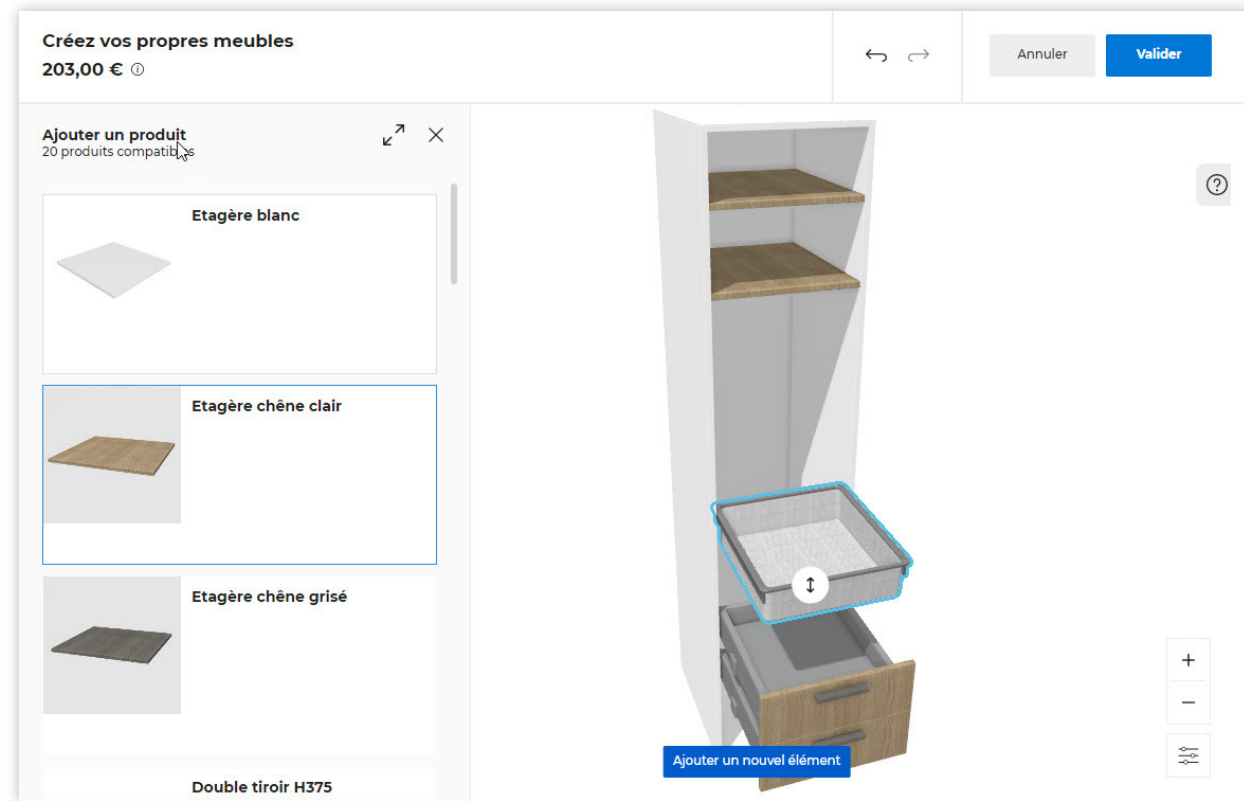 Créez vos propres meubles
203,00 €
Annuler
Valider
Ajouter un produit
20 produits compatibles
Etagère blanc
Etagère chêne clair
Etagère chêne grisé
Double tiroir H375
Ajouter un nouvel élément